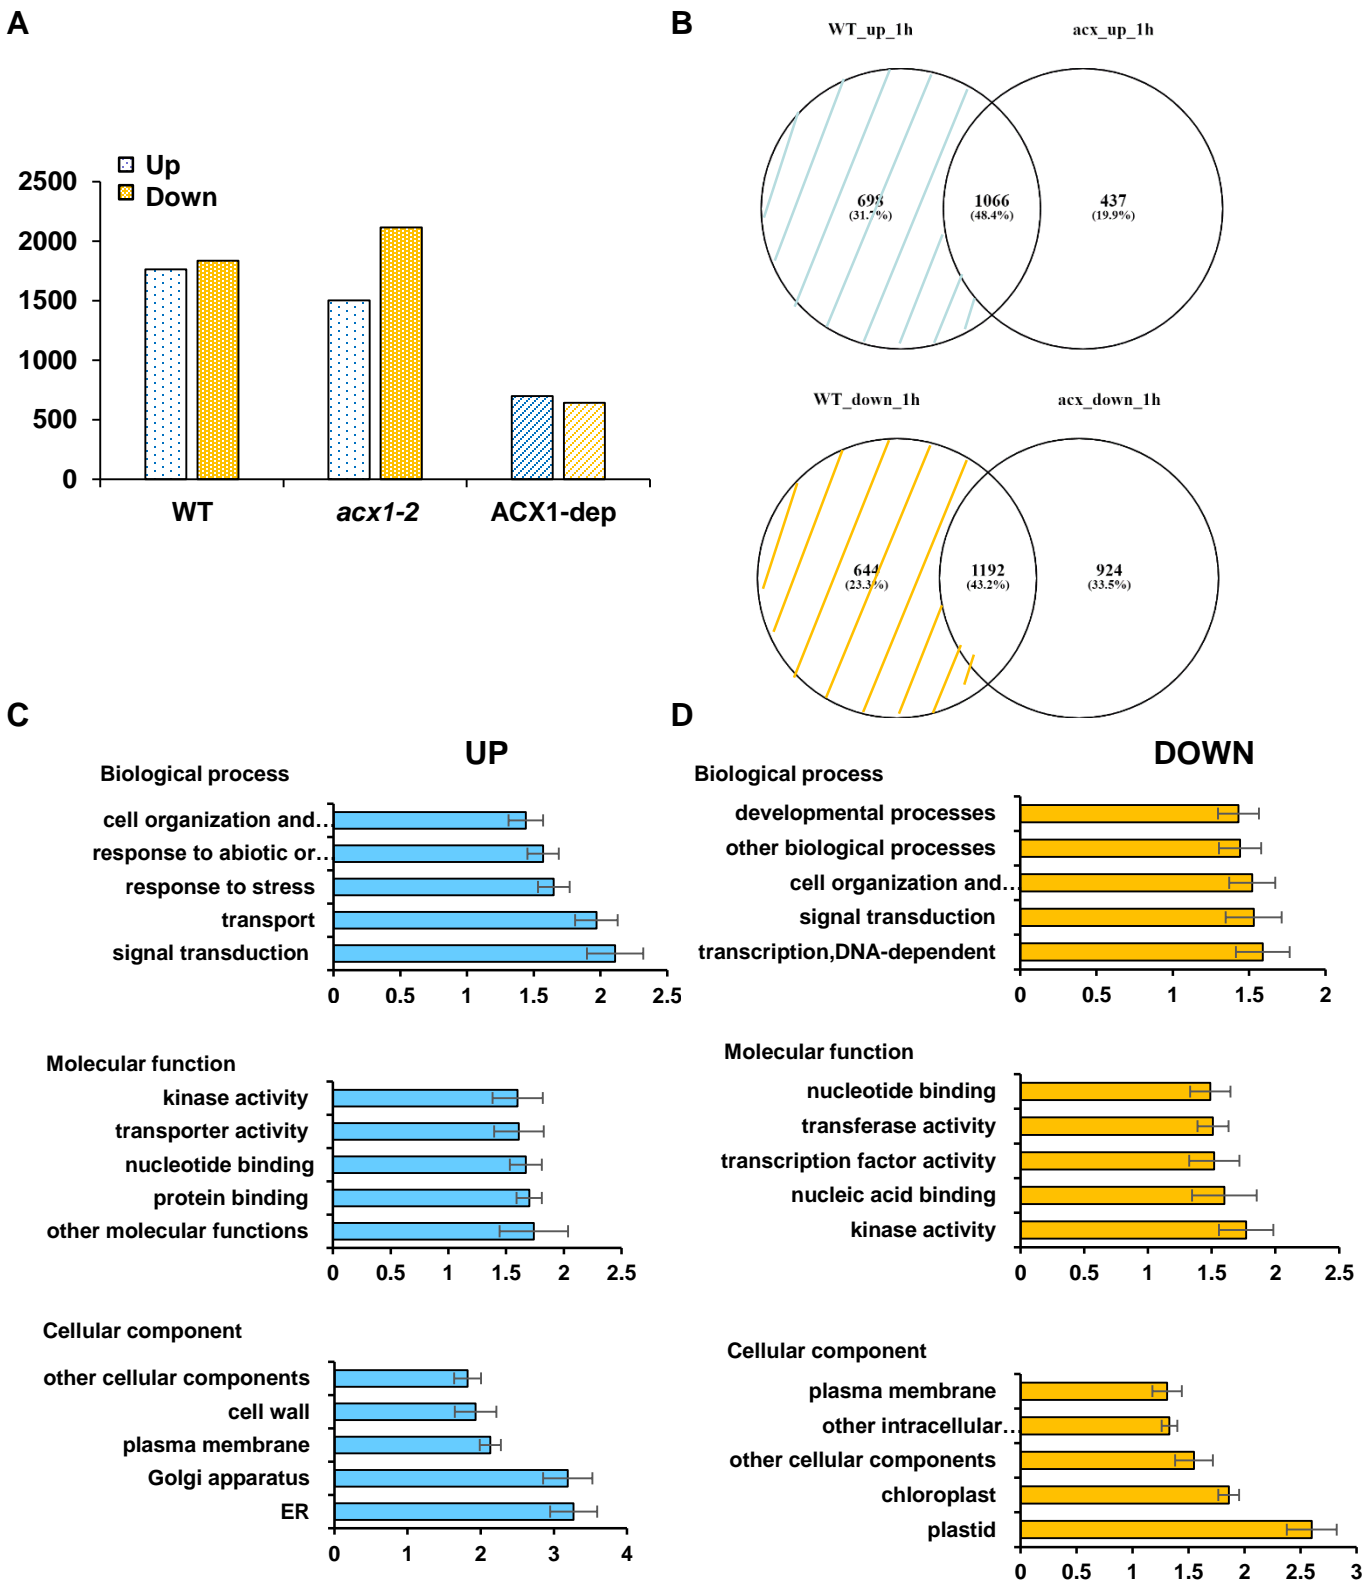 A
Up
Down
2500
2000
1500
1000
500
0
WT
acx1-2
ACX1-dep
B
WT_up_1h
acx_up_1h
698
(31.7%)
1066
(48.4%)
437
(19.9%)
WT_down_1h
acx_down_1h
644
(23.3%)
1192
(43.2%)
924
(33.5%)
C
UP
Biological process
cell organization and…
response to abiotic or…
response to stress
transport
signal transduction
0 0.5 1 1.5 2 2.5
Molecular function
kinase activity
transporter activity
nucleotide binding
protein binding
other molecular functions
0 0.5 1 1.5 2 2.5
Cellular component
other cellular components
cell wall
plasma membrane
Golgi apparatus
ER
0 1 2 3 4
D
DOWN
Biological process
developmental processes
other biological processes
cell organization and…
signal transduction
transcription,DNA-dependent
0 0.5 1 1.5 2
Molecular function
nucleotide binding
transferase activity
transcription factor activity
nucleic acid binding
kinase activity
0 0.5 1 1.5 2 2.5
Cellular component
plasma membrane
other intracellular…
other cellular components
chloroplast
plastid
0 0.5 1 1.5 2 2.5 3